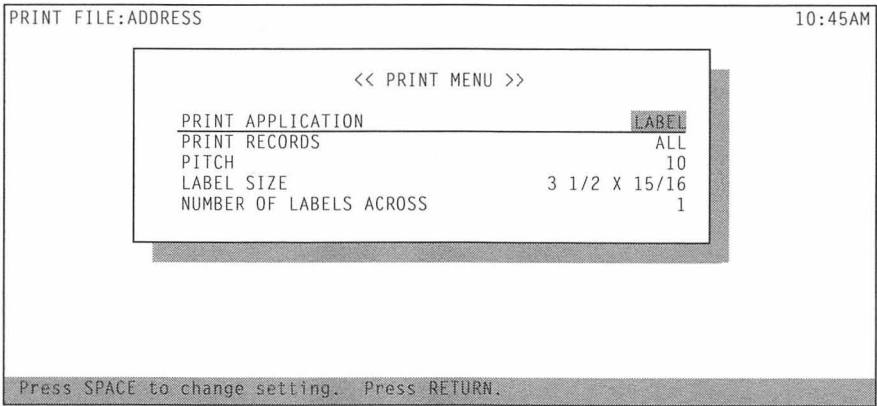 PRINT FILE:ADDRESS 10:45AM
<< PRINT MENU >>
PRINT APPLICATION LABEL
PRINT RECORDS ALL
PITCH 10
LABEL SIZE 3 1/2 X 15/16
NUMBER OF LABELS ACROSS 1
Press SPACE to change setting. Press RETURN.